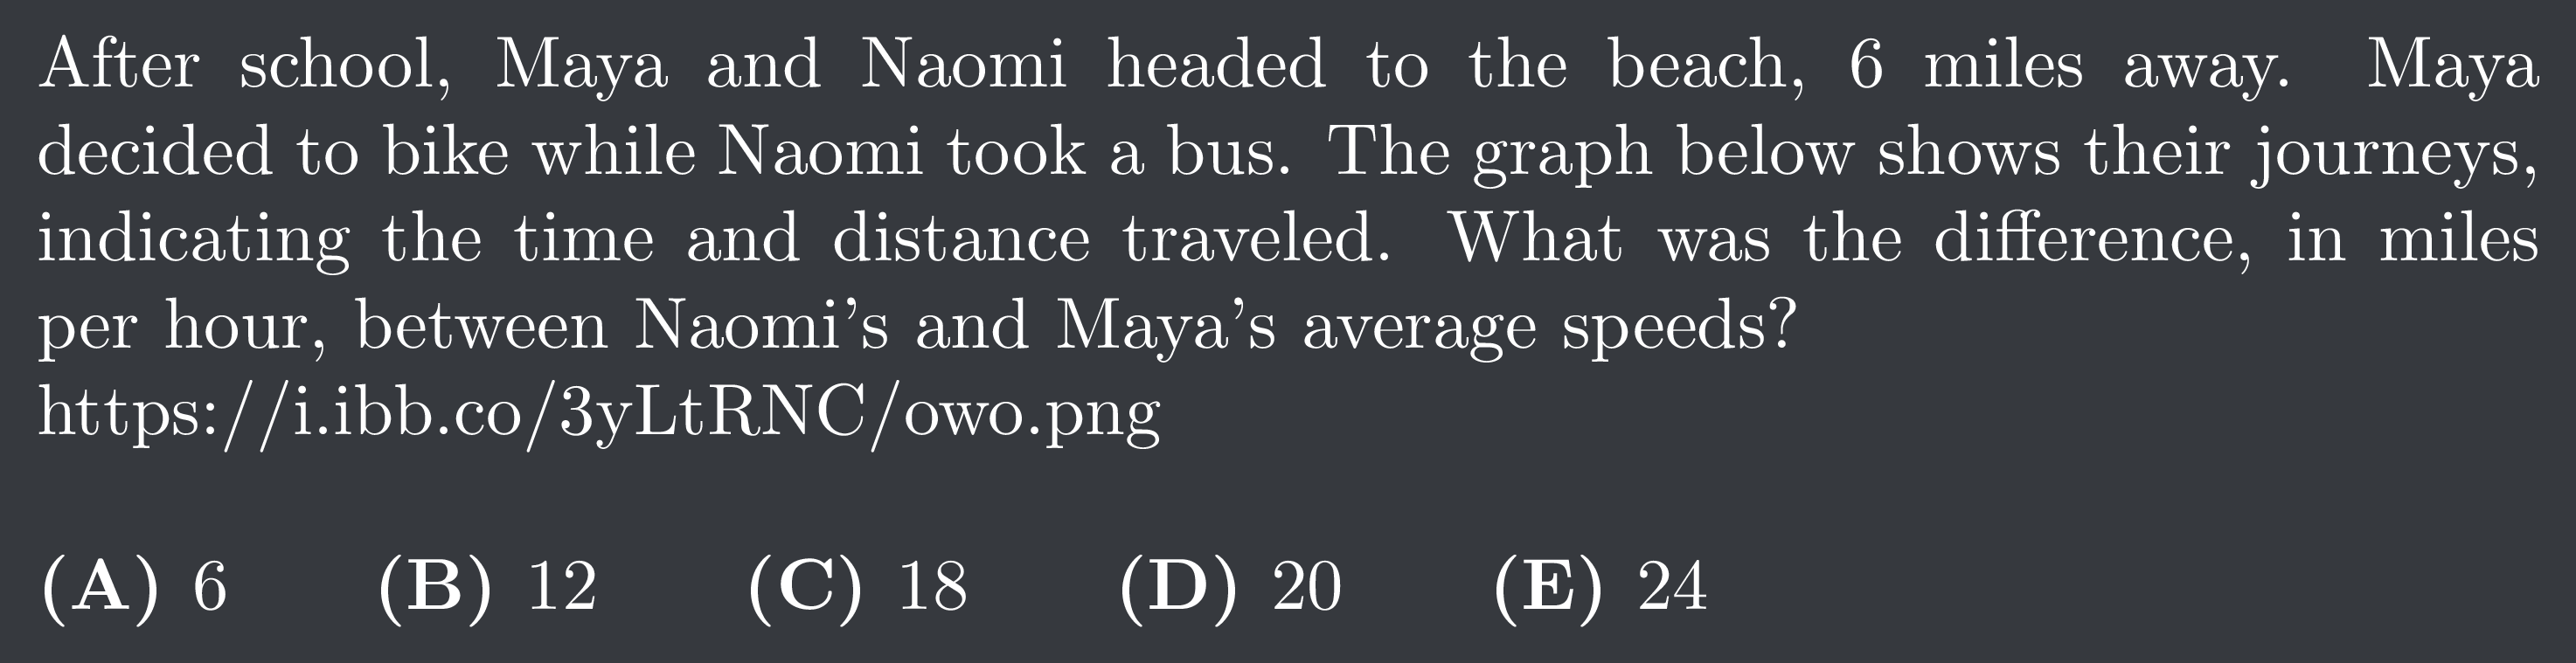 After school, Maya and Naomi headed to the beach, 6 miles away. Maya
decided to bike while Naomi took a bus. The graph below shows their journeys,
indicating the time and distance traveled. What was the difference, in miles
per hour, between Naomi’s and Maya’s average speeds?
https://i.ibb.co/3yLtRNC/owo.png
(A) 6 (B) 12 (C) 18 (D) 20 (E) 24